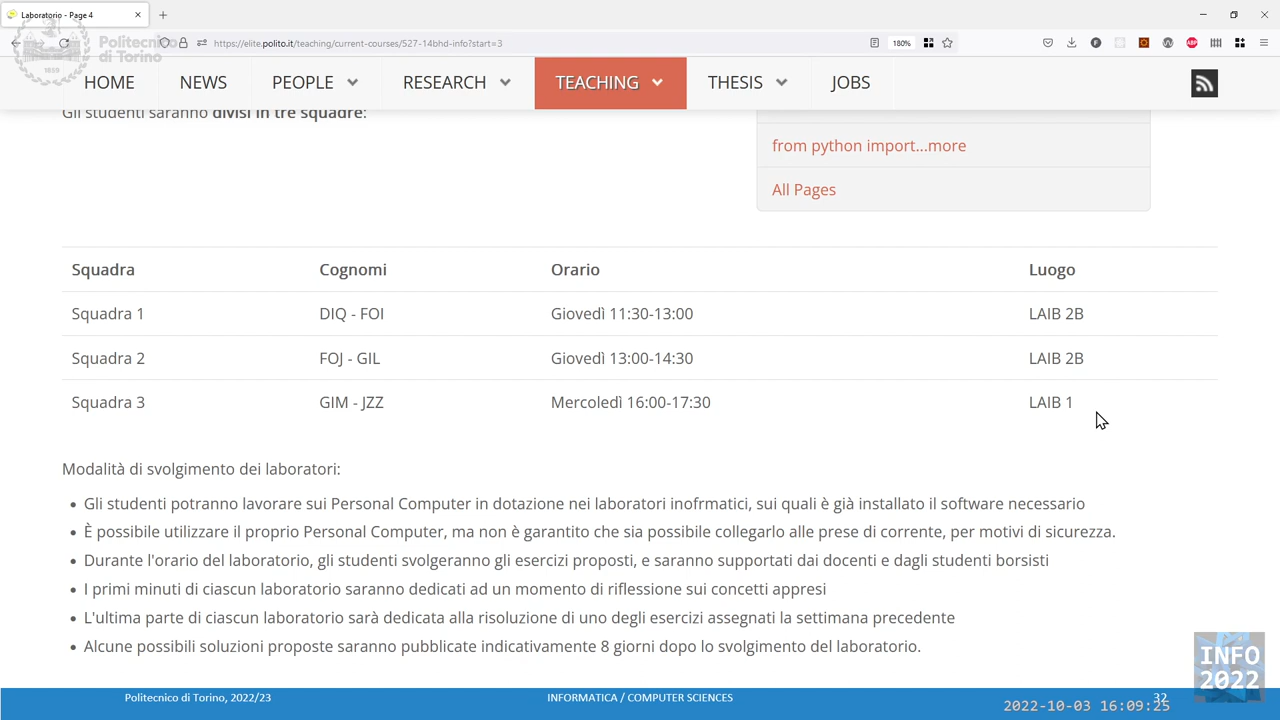 Laboratorio - Page 4
https://elite.polito.it/teaching/current-courses/527-14bhd-info?start=3
180%
Politecnico
di Torino
1859
HOME
NEWS
PEOPLE
RESEARCH
TEACHING
THESIS
JOBS
Gli studenti saranno divisi in tre squadre:
from python import...more
All Pages
Squadra Cognomi Orario Luogo
Squadra 1 DIQ - FOI Giovedì 11:30-13:00 LAIB 2B
Squadra 2 FOJ - GIL Giovedì 13:00-14:30 LAIB 2B
Squadra 3 GIM - JZZ Mercoledì 16:00-17:30 LAIB 1
Modalità di svolgimento dei laboratori:
Gli studenti potranno lavorare sui Personal Computer in dotazione nei laboratori inofrmatici, sui quali è già installato il software necessario
È possibile utilizzare il proprio Personal Computer, ma non è garantito che sia possibile collegarlo alle prese di corrente, per motivi di sicurezza.
Durante l'orario del laboratorio, gli studenti svolgeranno gli esercizi proposti, e saranno supportati dai docenti e dagli studenti borsisti
I primi minuti di ciascun laboratorio saranno dedicati ad un momento di riflessione sui concetti appresi
L'ultima parte di ciascun laboratorio sarà dedicata alla risoluzione di uno degli esercizi assegnati la settimana precedente
Alcune possibili soluzioni proposte saranno pubblicate indicativamente 8 giorni dopo lo svolgimento del laboratorio.
INFO
2022
Politecnico di Torino, 2022/23
INFORMATICA / COMPUTER SCIENCES
32
2022-10-03 16:09:25